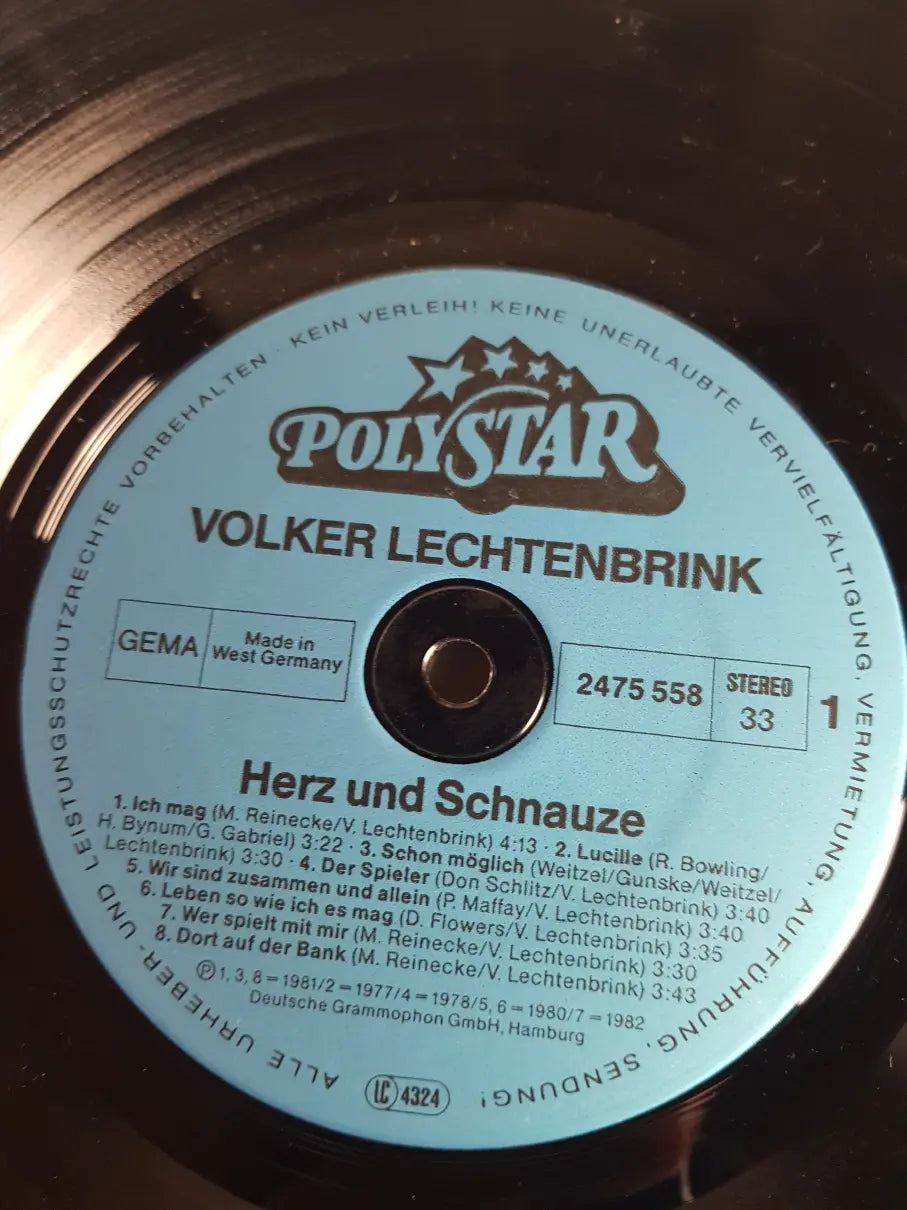 ALLE URHEBER- UND LEISTUNGSSCHUTZRECHTE VORBEHALTEN · KEIN VERLEIH! KEINE UNERLAUBTE VERVIELFÄLTIGUNG, VERMIETUNG, AUFFÜHRUNG, SENDUNG!
POLYSTAR
VOLKER LECHTENBRINK
GEMA
Made in
West Germany
2475 558
STEREO
33
1
Herz und Schnauze
1. Ich mag (M. Reinecke/V. Lechtenbrink) 4:13 · 2. Lucille (R. Bowling/
H. Bynum/G. Gabriel) 3:22 · 3. Schon möglich (Weitzel/Gunske/Weitzel/
Lechtenbrink) 3:30 · 4. Der Spieler (Don Schlitz/V. Lechtenbrink) 3:40
5. Wir sind zusammen und allein (P. Maffay/V. Lechtenbrink) 3:40
6. Leben so wie ich es mag (D. Flowers/V. Lechtenbrink) 3:35
7. Wer spielt mit mir (M. Reinecke/V. Lechtenbrink) 3:30
8. Dort auf der Bank (M. Reinecke/V. Lechtenbrink) 3:43
Ⓟ 1, 3, 8 = 1981/2 = 1977/4 = 1978/5, 6 = 1980/7 = 1982
Deutsche Grammophon GmbH, Hamburg
LC 4324